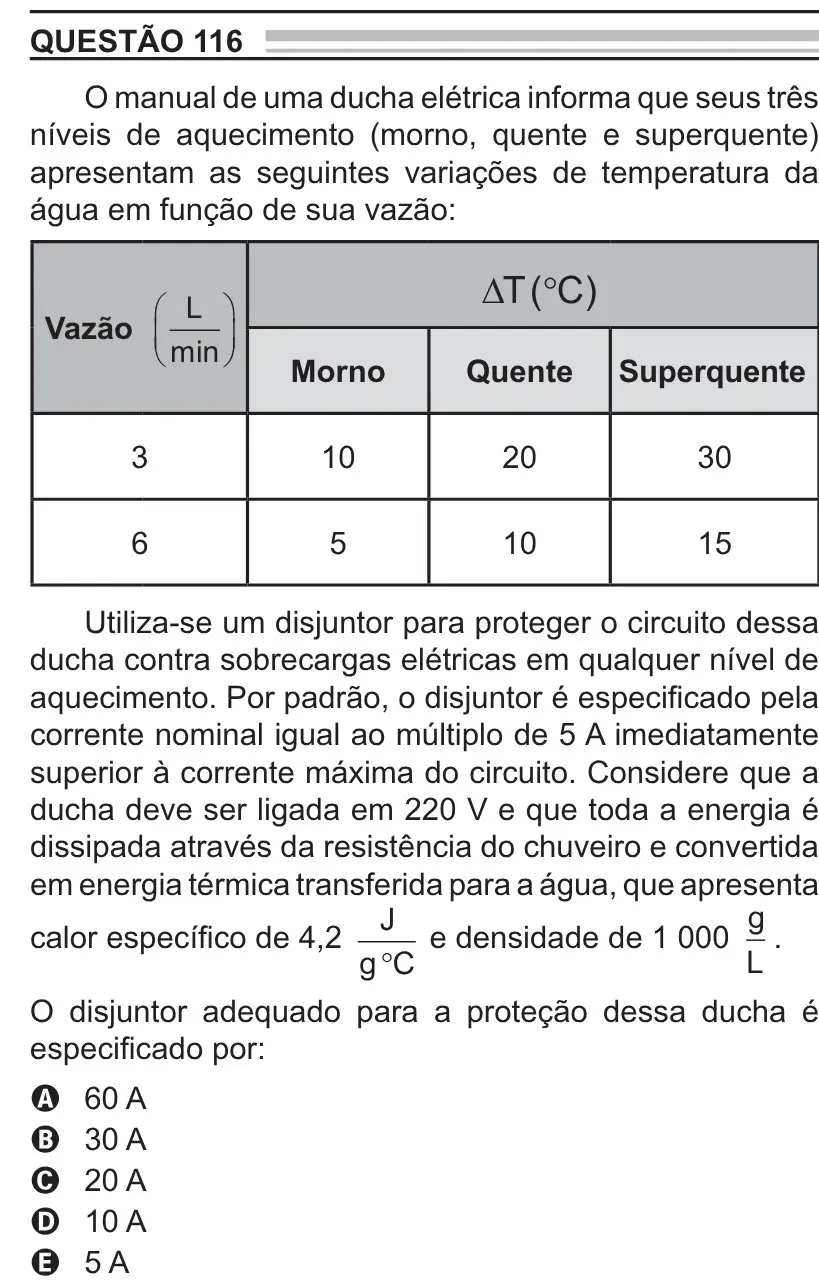 QUESTÃO 116
O manual de uma ducha elétrica informa que seus três
níveis de aquecimento (morno, quente e superquente)
apresentam as seguintes variações de temperatura da
água em função de sua vazão:
Vazão (L/min)
ΔT (°C)
Morno Quente Superquente
3 10 20 30
6 5 10 15
Utiliza-se um disjuntor para proteger o circuito dessa
ducha contra sobrecargas elétricas em qualquer nível de
aquecimento. Por padrão, o disjuntor é especificado pela
corrente nominal igual ao múltiplo de 5 A imediatamente
superior à corrente máxima do circuito. Considere que a
ducha deve ser ligada em 220 V e que toda a energia é
dissipada através da resistência do chuveiro e convertida
em energia térmica transferida para a água, que apresenta
calor específico de 4,2 J/g °C e densidade de 1 000 g/L.
O disjuntor adequado para a proteção dessa ducha é
especificado por:
A 60 A
B 30 A
C 20 A
D 10 A
E 5 A